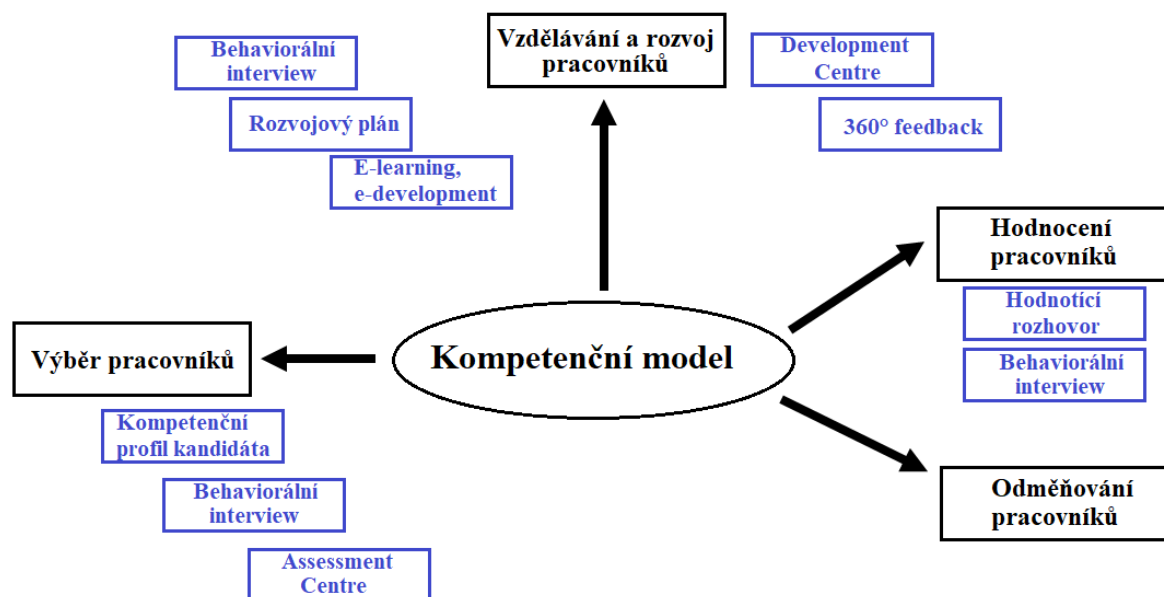 Behaviorální
interview
Rozvojový plán
E-learning,
e-development
Vzdělávání a rozvoj
pracovníků
Development
Centre
360° feedback
Hodnocení
pracovníků
Hodnotící
rozhovor
Behaviorální
interview
Kompetenční model
Výběr pracovníků
Kompetenční
profil kandidáta
Behaviorální
interview
Assessment
Centre
Odměňování
pracovníků